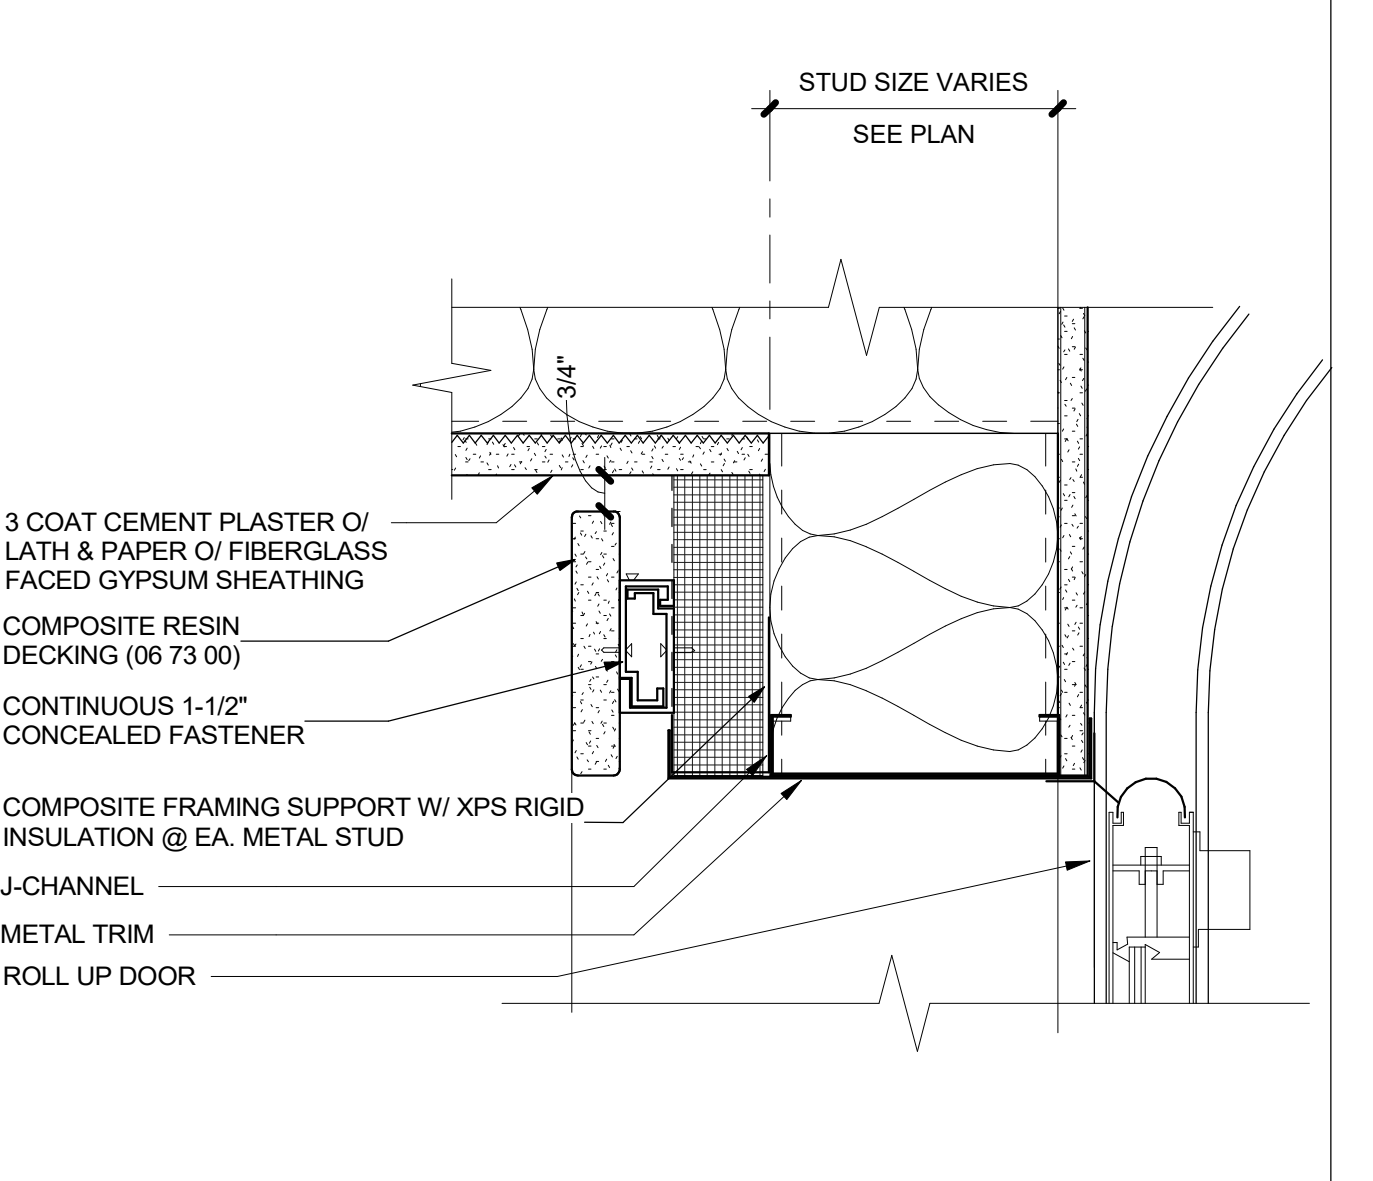 STUD SIZE VARIES
SEE PLAN
3/4"
3 COAT CEMENT PLASTER O/
LATH & PAPER O/ FIBERGLASS
FACED GYPSUM SHEATHING
COMPOSITE RESIN
DECKING (06 73 00)
CONTINUOUS 1-1/2"
CONCEALED FASTENER
COMPOSITE FRAMING SUPPORT W/ XPS RIGID
INSULATION @ EA. METAL STUD
J-CHANNEL
METAL TRIM
ROLL UP DOOR